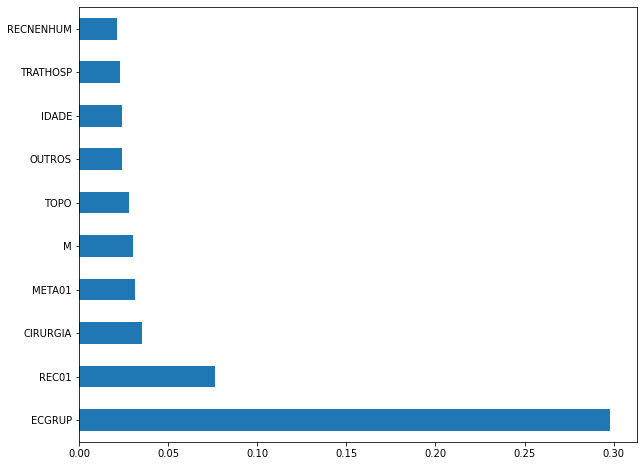 RECNENHUM
TRATHOSP
IDADE
OUTROS
TOPO
M
META01
CIRURGIA
REC01
ECGRUP
0.00 0.05 0.10 0.15 0.20 0.25 0.30